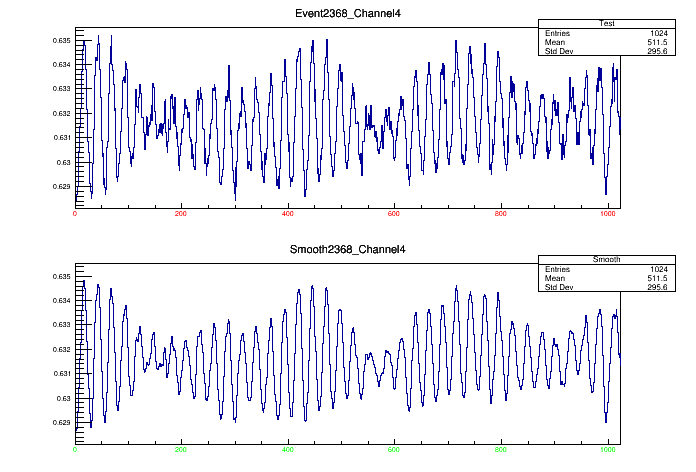 Event2368_Channel4
Test
Entries 1024
Mean 511.5
Std Dev 295.6
0.635
0.634
0.633
0.632
0.631
0.63
0.629
0 200 400 600 800 1000
Smooth2368_Channel4
Smooth
Entries 1024
Mean 511.5
Std Dev 295.6
0.635
0.634
0.633
0.632
0.631
0.63
0.629
0 200 400 600 800 1000